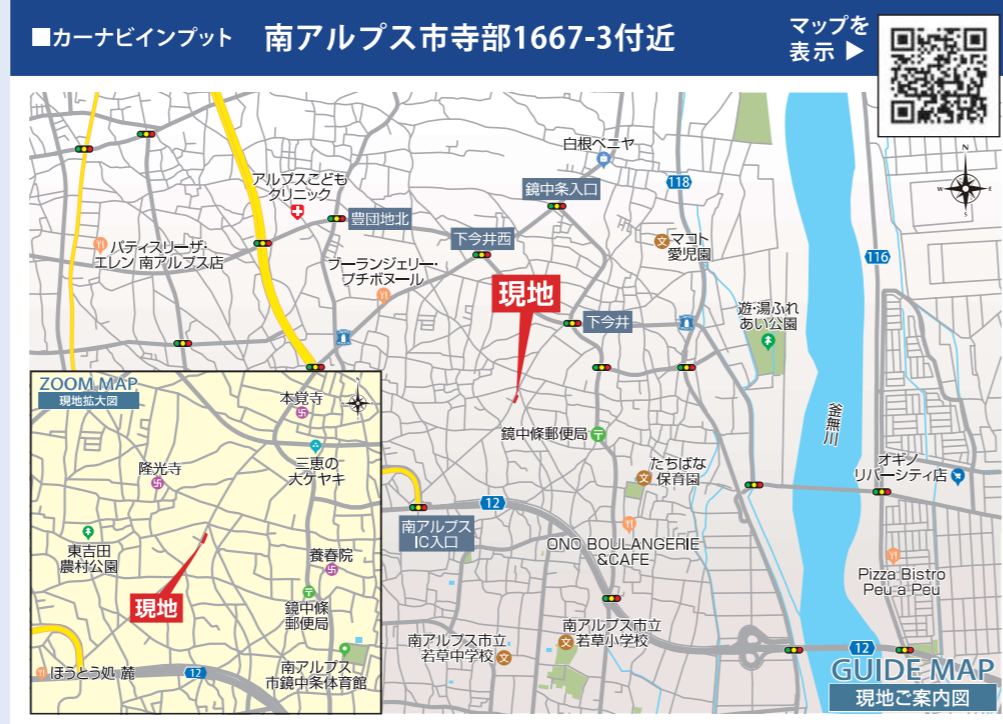 ■カーナビインプット 南アルプス市寺部1667-3付近
マップを
表示 ▶
白根ベニヤ
アルプスこども
クリニック
鏡中条入口
118
豊団地北
下今井西
マコト
愛児園
パティスリーザ・
エレン 南アルプス店
ブーランジェリー・
プチボヌール
116
現地
下今井
遊・湯ふれ
あい公園
N
W
E
S
釜無川
鏡中條郵便局
たちばな
保育園
オギノ
リバーシティ店
12
南アルプス
IC入口
ONO BOULANGERIE
&CAFE
Pizza Bistro
Peu a Peu
南アルプス市立
若草中学校
南アルプス市立
若草小学校
12
GUIDE MAP
現地ご案内図
ZOOM MAP
現地拡大図
本覚寺
三恵の
大ケヤキ
隆光寺
東吉田
農村公園
養春院
現地
鏡中條
郵便局
ほうとう処 麓
12
南アルプス
市鏡中条体育館